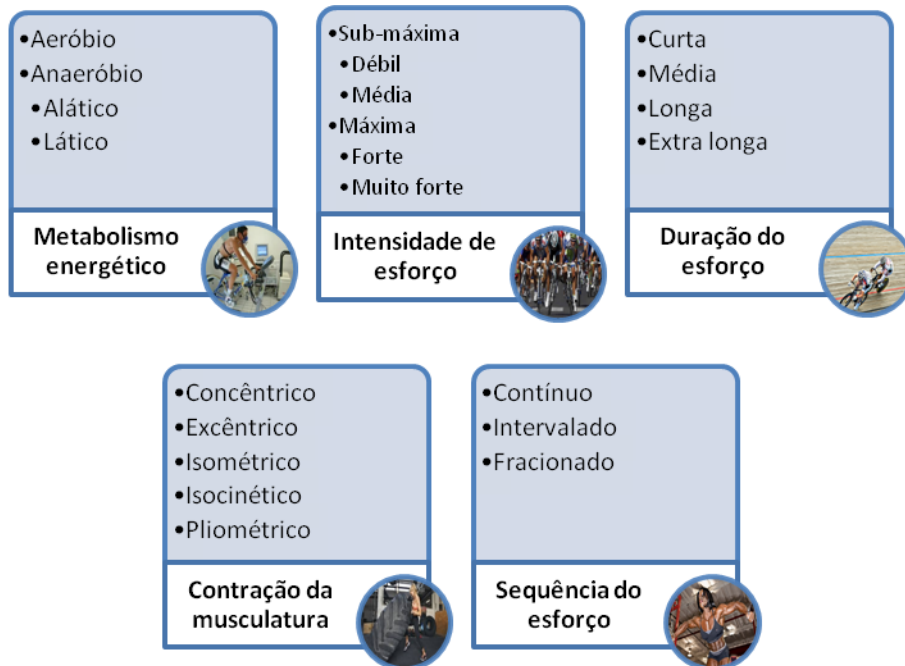 •Aeróbio
•Anaeróbio
•Alático
•Lático
Metabolismo
energético
•Sub-máxima
•Débil
•Média
•Máxima
•Forte
•Muito forte
Intensidade de
esforço
•Curta
•Média
•Longa
•Extra longa
Duração do
esforço
•Concêntrico
•Excêntrico
•Isométrico
•Isocinético
•Pliométrico
Contração da
musculatura
•Contínuo
•Intervalado
•Fracionado
Sequência do
esforço